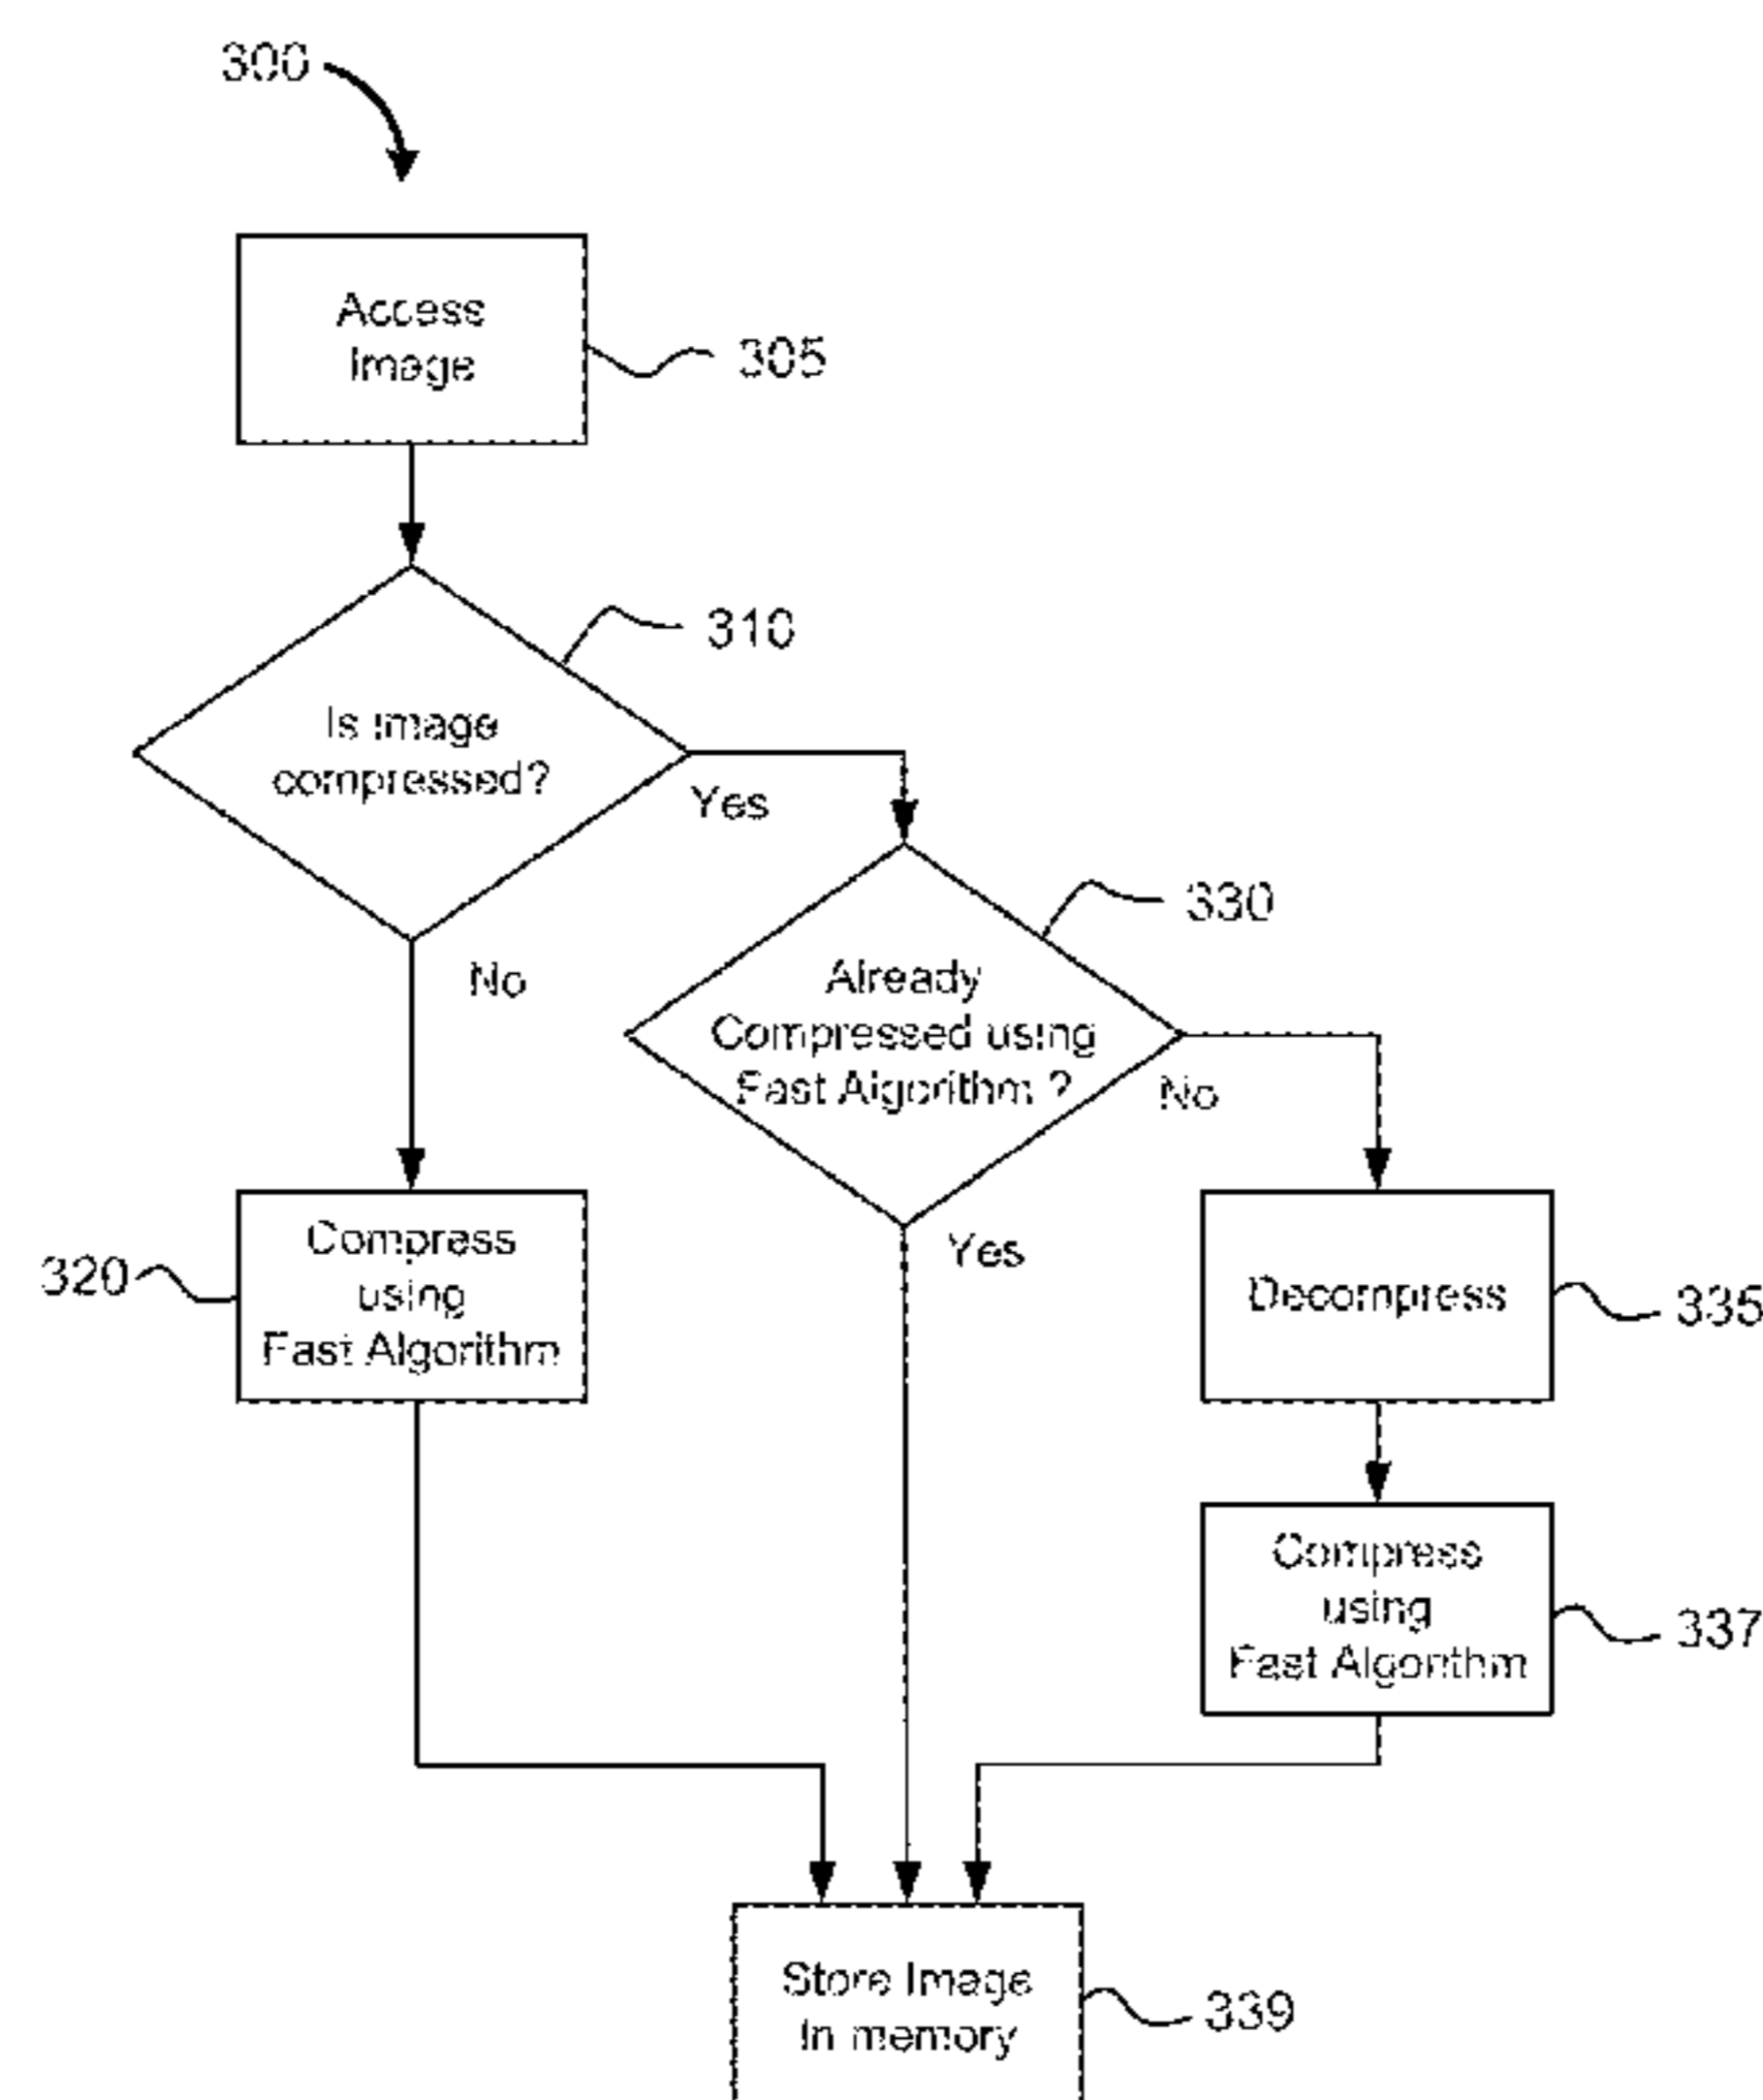 300
Access
Image
305
310
Is image
compressed?
Yes
No
330
Already
Compressed using
Fast Algorithm ?
No
Yes
320
Compress
using
Fast Algorithm
Decompress
335
Compress
using
Fast Algorithm
337
Store Image
In memory
339